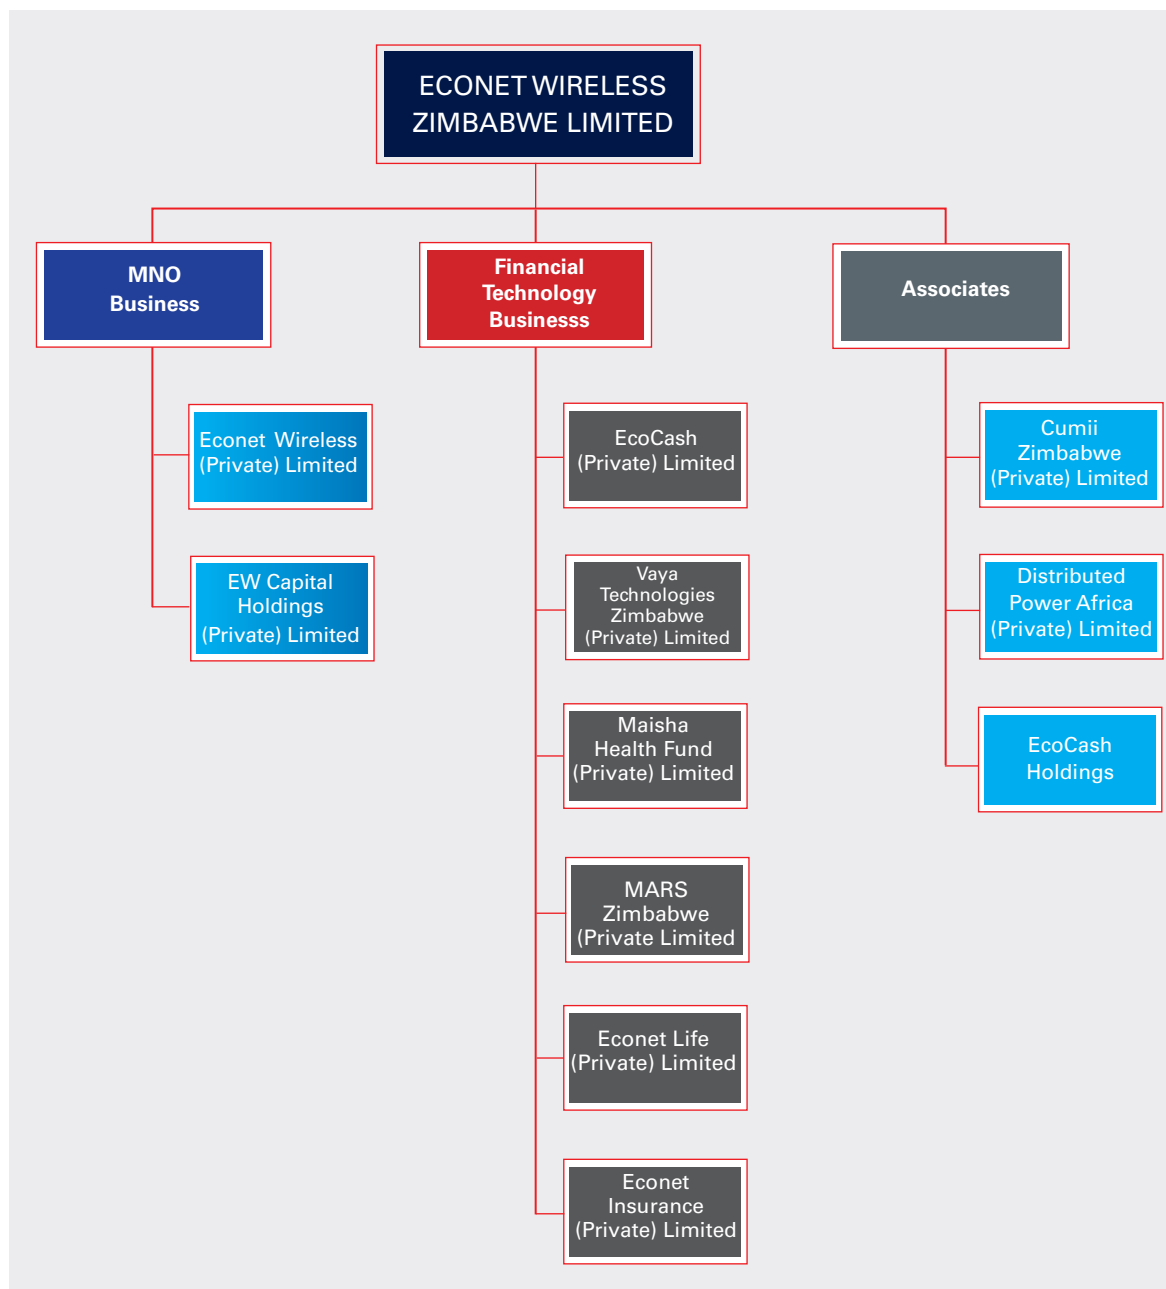 ECONET WIRELESS
ZIMBABWE LIMITED
MNO
Business
Financial
Technology
Businesss
Associates
Econet Wireless
(Private) Limited
EW Capital
Holdings
(Private) Limited
EcoCash
(Private) Limited
Vaya
Technologies
Zimbabwe
(Private) Limited
Maisha
Health Fund
(Private) Limited
MARS
Zimbabwe
(Private Limited
Econet Life
(Private) Limited
Econet
Insurance
(Private) Limited
Cumii
Zimbabwe
(Private) Limited
Distributed
Power Africa
(Private) Limited
EcoCash
Holdings